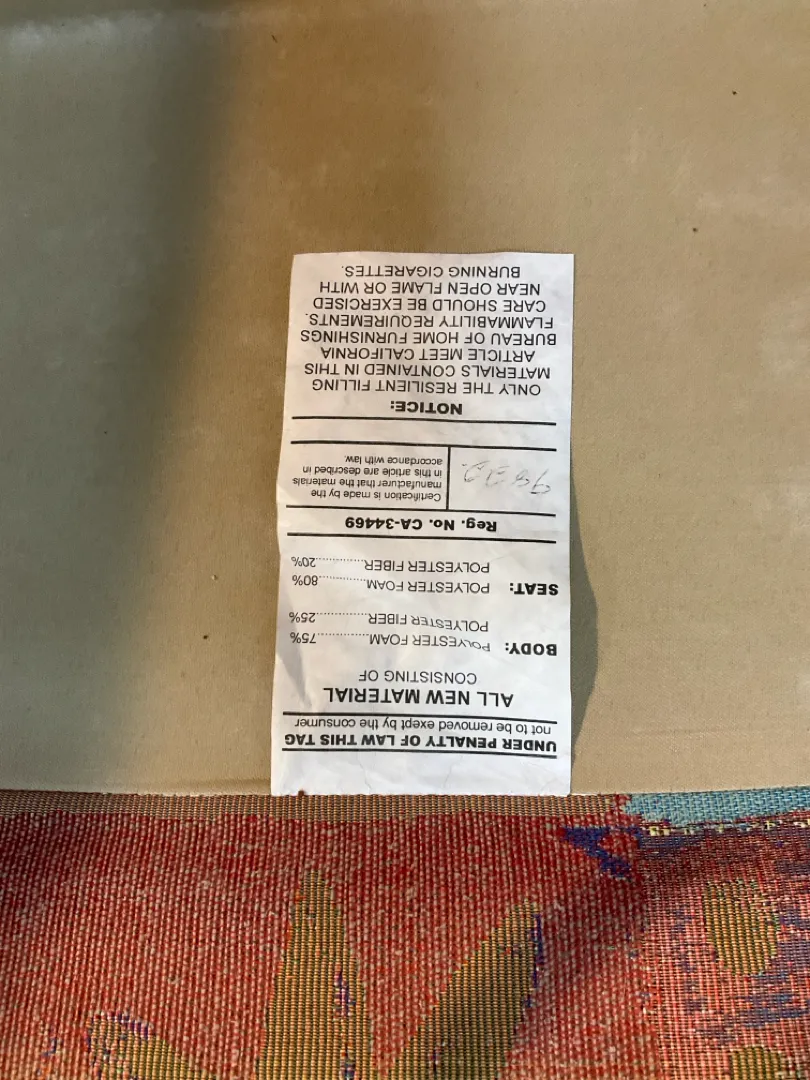 UNDER PENALTY OF LAW THIS TAG
not to be removed exept by the consumer
ALL NEW MATERIAL
CONSISTING OF
BODY: POLYESTER FOAM..............75%
POLYESTER FIBER..............25%
SEAT: POLYESTER FOAM............80%
POLYESTER FIBER............20%
Reg. No. CA-34469
Certification is made by the
manufacturer that the materials
in this article are described in
accordance with law.
NOTICE:
ONLY THE RESILIENT FILLING
MATERIALS CONTAINED IN THIS
ARTICLE MEET CALIFORNIA
BUREAU OF HOME FURNISHINGS
FLAMMABILITY REQUIREMENTS.
CARE SHOULD BE EXERCISED
NEAR OPEN FLAME OR WITH
BURNING CIGARETTES.